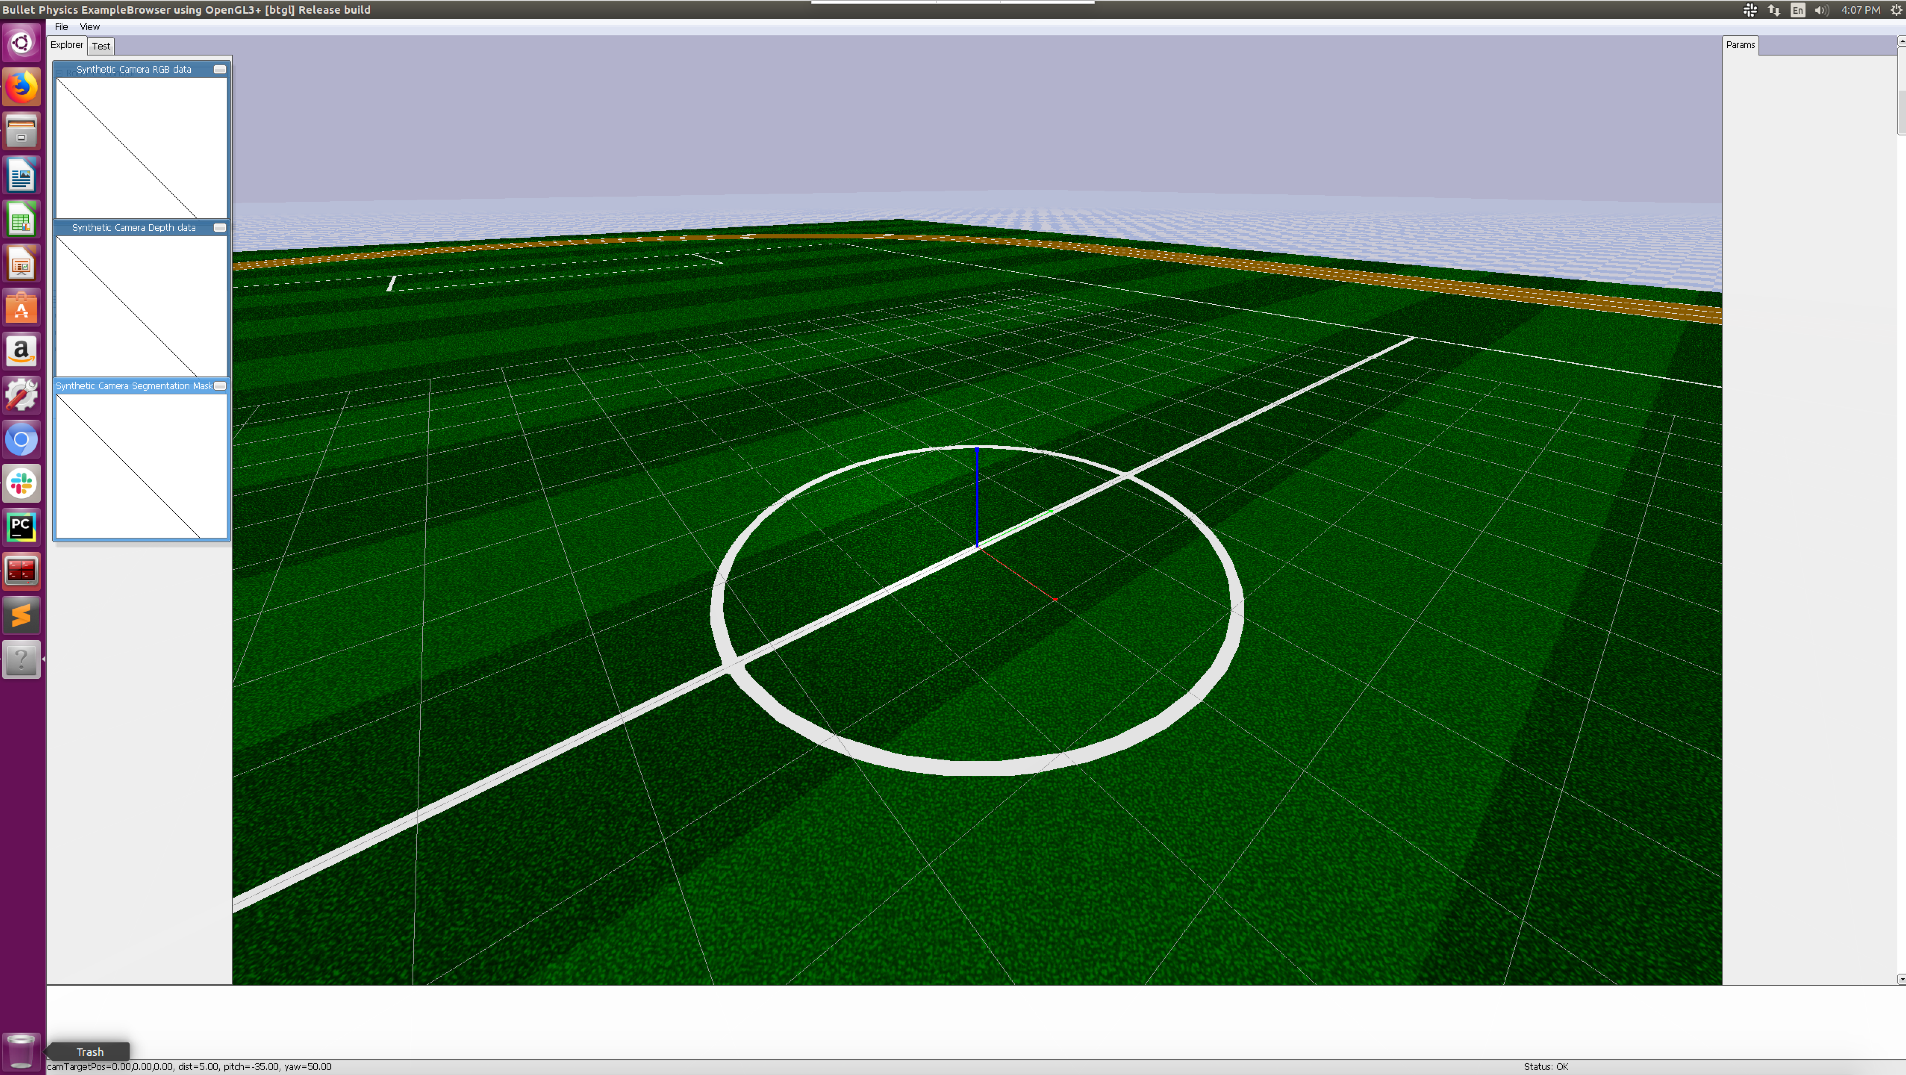 Bullet Physics ExampleBrowser using OpenGL3+ [btgl] Release build
En
4:07 PM
File View
Explorer Test
Params
Synthetic Camera RGB data
Synthetic Camera Depth data
Synthetic Camera Segmentation Mask
a
PC
?
Trash
camTargetPos=0.00,0.00,0.00, dist=5.00, pitch=-35.00, yaw=50.00
Status: OK